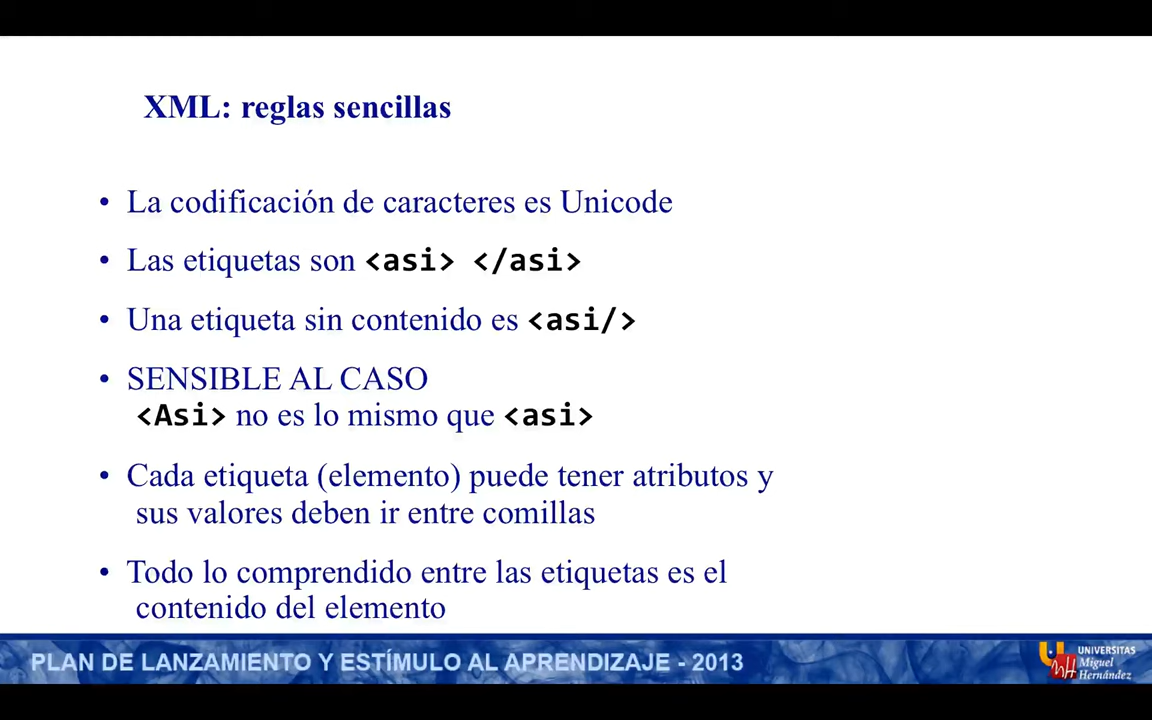 XML: reglas sencillas
• La codificación de caracteres es Unicode
• Las etiquetas son <asi> </asi>
• Una etiqueta sin contenido es <asi/>
• SENSIBLE AL CASO
<Asi> no es lo mismo que <asi>
• Cada etiqueta (elemento) puede tener atributos y
sus valores deben ir entre comillas
• Todo lo comprendido entre las etiquetas es el
contenido del elemento
PLAN DE LANZAMIENTO Y ESTÍMULO AL APRENDIZAJE - 2013
UNIVERSITAS
Miguel
Hernández